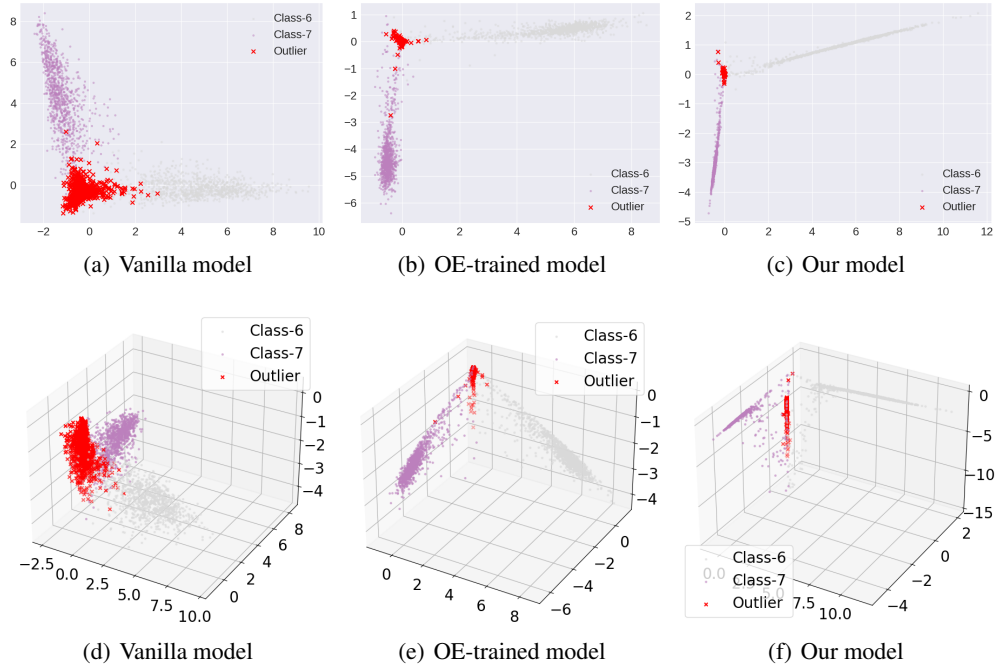 8
6
4
2
0
Class-6
Class-7
Outlier
−2 0 2 4 6 8 10
(a) Vanilla model
1
0
−1
−2
−3
−4
−5
−6
Class-6
Class-7
Outlier
0 2 4 6 8
(b) OE-trained model
2
1
0
−1
−2
−3
−4
−5
Class-6
Class-7
Outlier
0 2 4 6 8 10 12
(c) Our model
Class-6
Class-7
Outlier
0
−1
−2
−3
−4
8
6
4
2
0
−2.5 0.0 2.5 5.0 7.5 10.0
(d) Vanilla model
Class-6
Class-7
Outlier
0
−1
−2
−3
−4
0
−2
−4
−6
0 2 4 6 8
(e) OE-trained model
0
−5
−10
−15
2
0
−2
−4
0.0 2.5 5.0 7.5 10.0
Class-6
Class-7
Outlier
(f) Our model